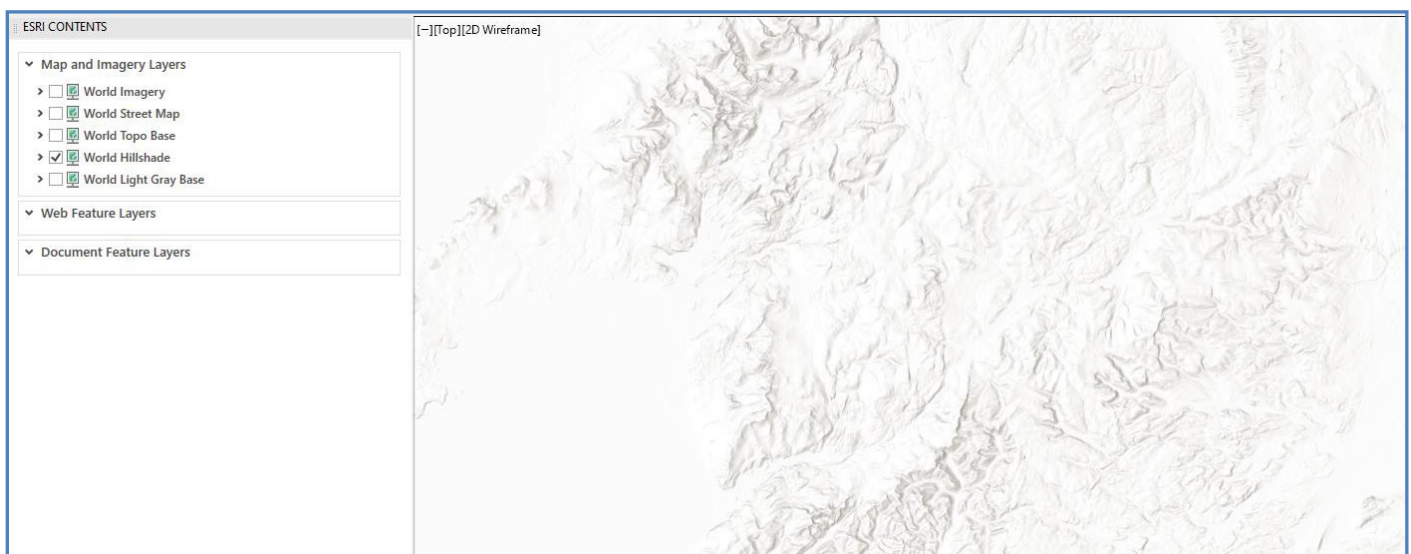 ESRI CONTENTS
Map and Imagery Layers
World Imagery
World Street Map
World Topo Base
World Hillshade
World Light Gray Base
Web Feature Layers
Document Feature Layers
[−][Top][2D Wireframe]